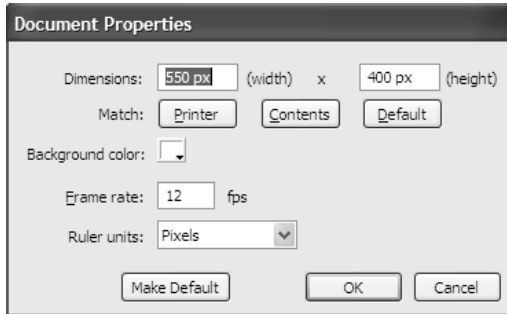 Document Properties
Dimensions: 550 px (width) x 400 px (height)
Match: Printer Contents Default
Background color:
Frame rate: 12 fps
Ruler units: Pixels
Make Default OK Cancel